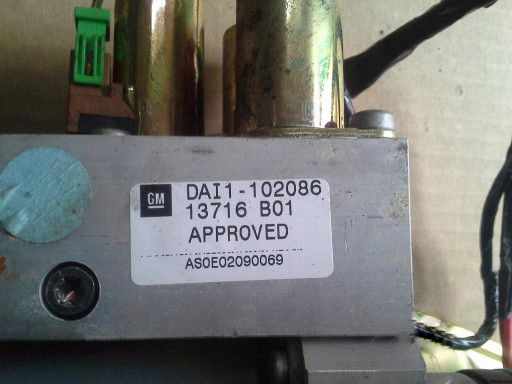 GM
DAI1-102086
13716 B01
APPROVED
AS0E02090069